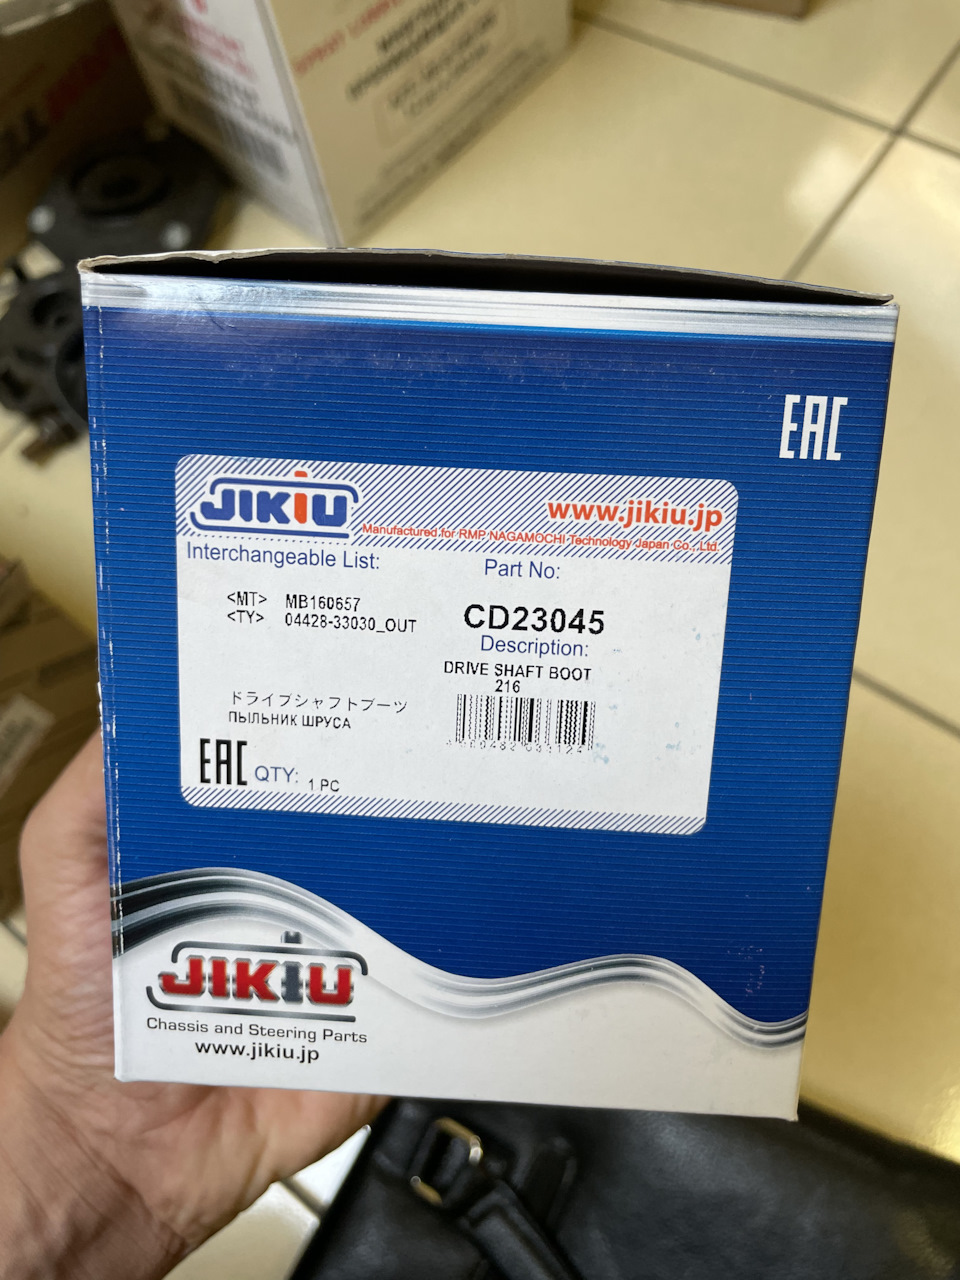 EAC
JIKIU
www.jikiu.jp
Manufactured for RMP NAGAMOCHI Technology Japan Co., Ltd.
Interchangeable List:
Part No:
<MT> MB160657
<TY> 04428-33030_OUT
CD23045
Description:
DRIVE SHAFT BOOT
216
ドライブシャフトブーツ
ПЫЛЬНИК ШРУСА
EAC QTY: 1 PC
JIKIU
Chassis and Steering Parts
www.jikiu.jp